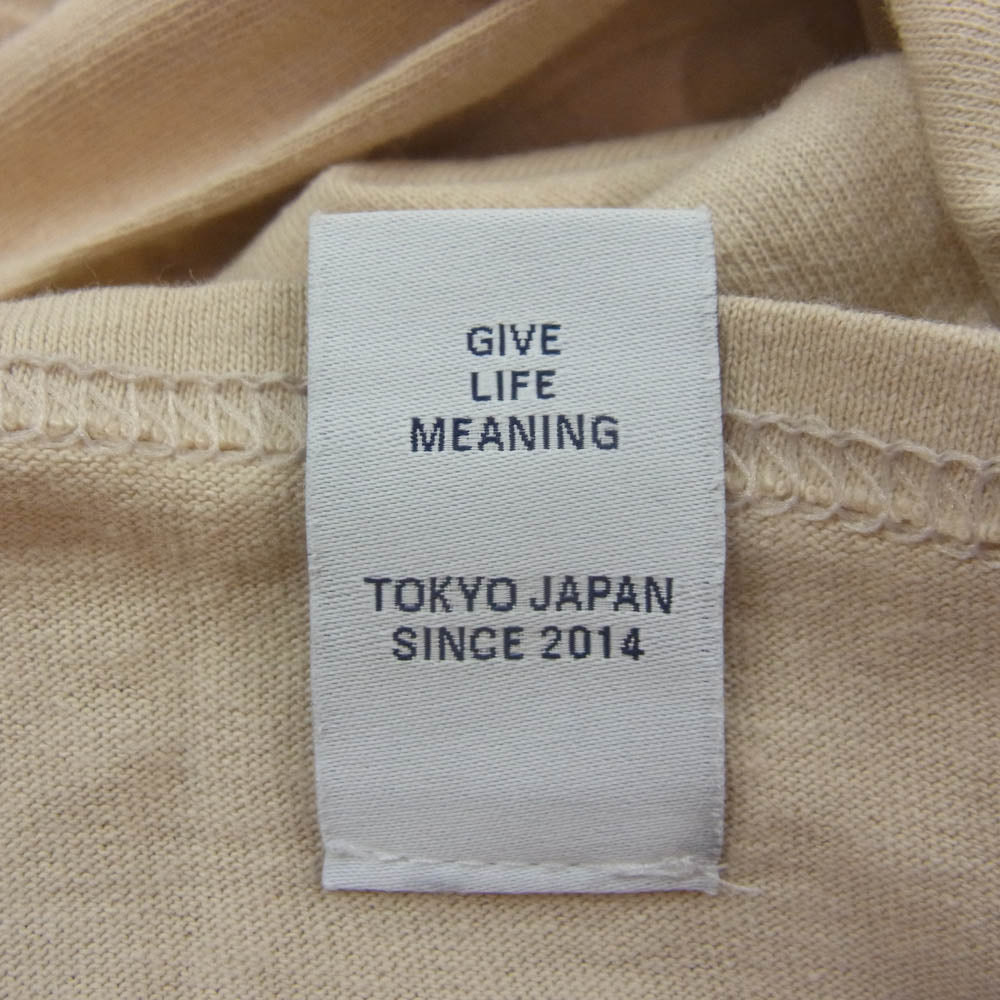 GIVE
LIFE
MEANING
TOKYO JAPAN
SINCE 2014